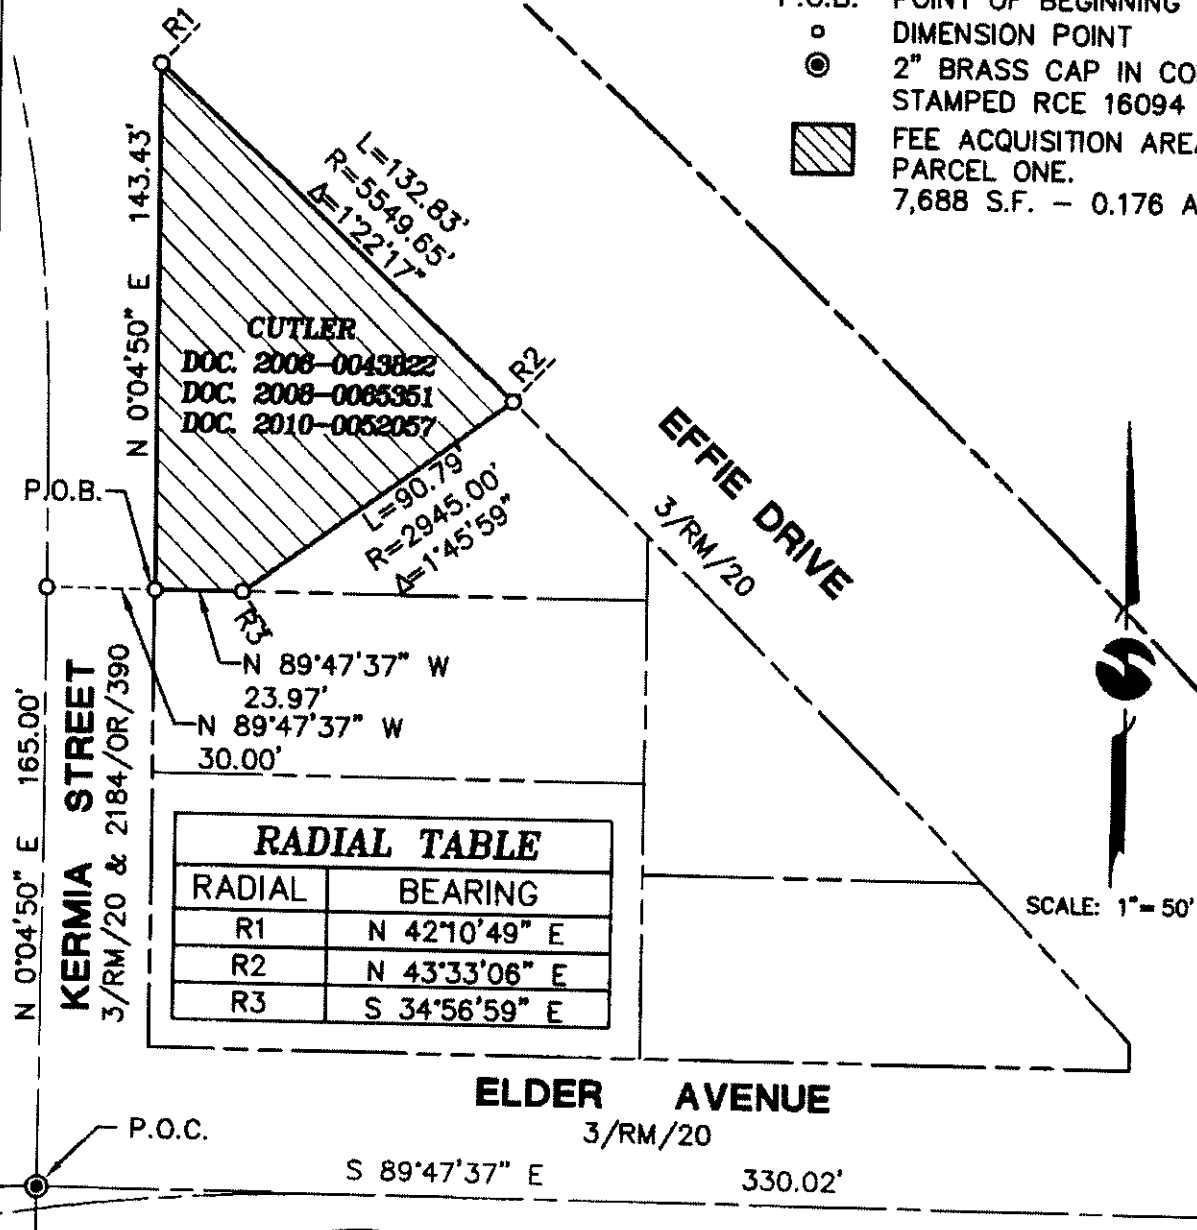 P.O.B. POINT OF BEGINNING
DIMENSION POINT
2" BRASS CAP IN CO
STAMPED RCE 16094
FEE ACQUISITION AREA
PARCEL ONE.
7,688 S.F. – 0.176 A
R1
N 0°04'50" E 143.43'
L=132.83'
R=5549.65'
Δ=1°22'17"
CUTLER
DOC. 2006-0043822
DOC. 2008-0065351
DOC. 2010-0052057
R2
L=90.79'
R=2945.00'
Δ=1°45'59"
P.O.B.
R3
EFFIE DRIVE
3/RM/20
N 89°47'37" W
23.97'
N 89°47'37" W
30.00'
N 0°04'50" E 165.00'
KERMIA STREET
3/RM/20 & 2184/OR/390
RADIAL TABLE
RADIAL BEARING
R1 N 42°10'49" E
R2 N 43°33'06" E
R3 S 34°56'59" E
SCALE: 1"=50'
ELDER AVENUE
3/RM/20
P.O.C.
S 89°47'37" E 330.02'